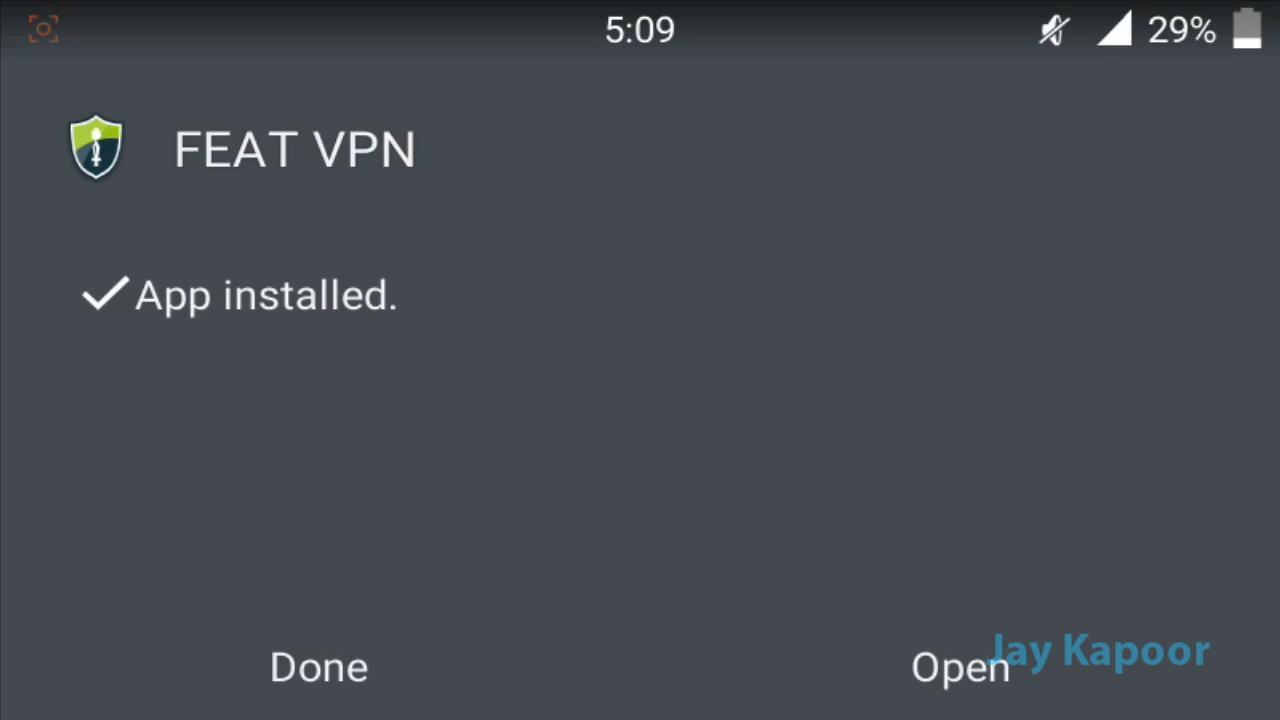 5:09 29%
FEAT VPN
App installed.
Done Open
Jay Kapoor